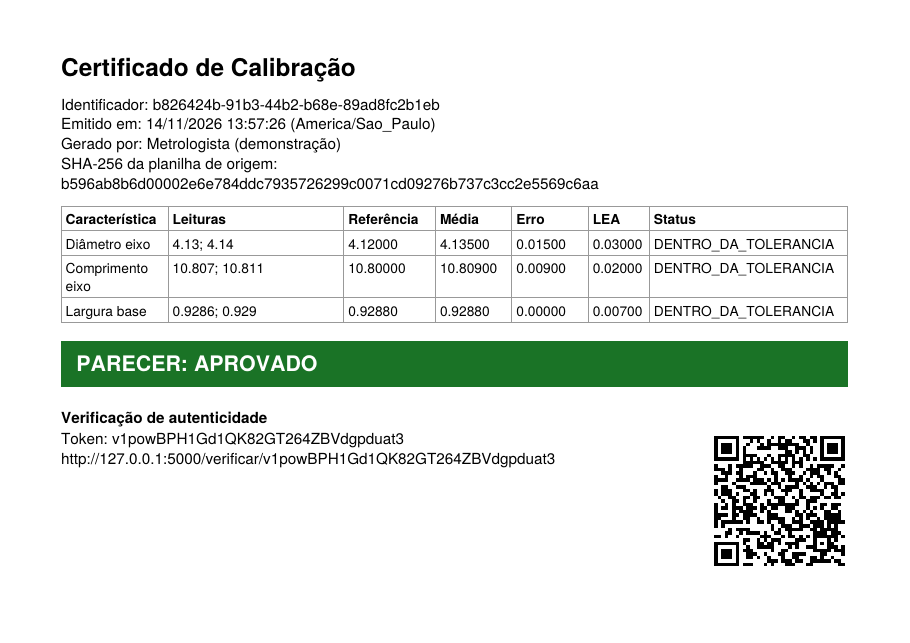 Certificado de Calibração
Identificador: b826424b-91b3-44b2-b68e-89ad8fc2b1eb
Emitido em: 14/11/2026 13:57:26 (America/Sao_Paulo)
Gerado por: Metrologista (demonstração)
SHA-256 da planilha de origem:
b596ab8b6d00002e6e784ddc7935726299c0071cd09276b737c3cc2e5569c6aa
Característica Leituras Referência Média Erro LEA Status
Diâmetro eixo 4.13; 4.14 4.12000 4.13500 0.01500 0.03000 DENTRO_DA_TOLERANCIA
Comprimento 10.807; 10.811 10.80000 10.80900 0.00900 0.02000 DENTRO_DA_TOLERANCIA
eixo
Largura base 0.9286; 0.929 0.92880 0.92880 0.00000 0.00700 DENTRO_DA_TOLERANCIA
PARECER: APROVADO
Verificação de autenticidade
Token: v1powBPH1Gd1QK82GT264ZBVdgpduat3
http://127.0.0.1:5000/verificar/v1powBPH1Gd1QK82GT264ZBVdgpduat3